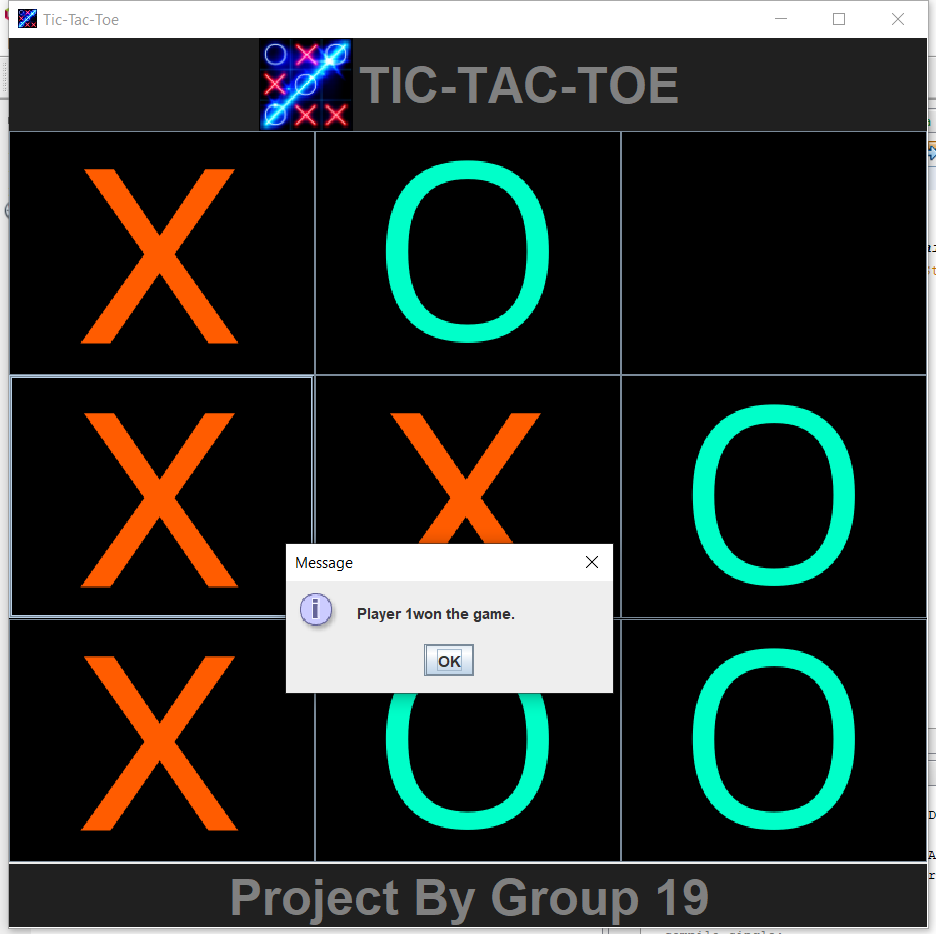 Tic-Tac-Toe
TIC-TAC-TOE
X O
X X O
Message
Player 1won the game.
OK
X O O
Project By Group 19